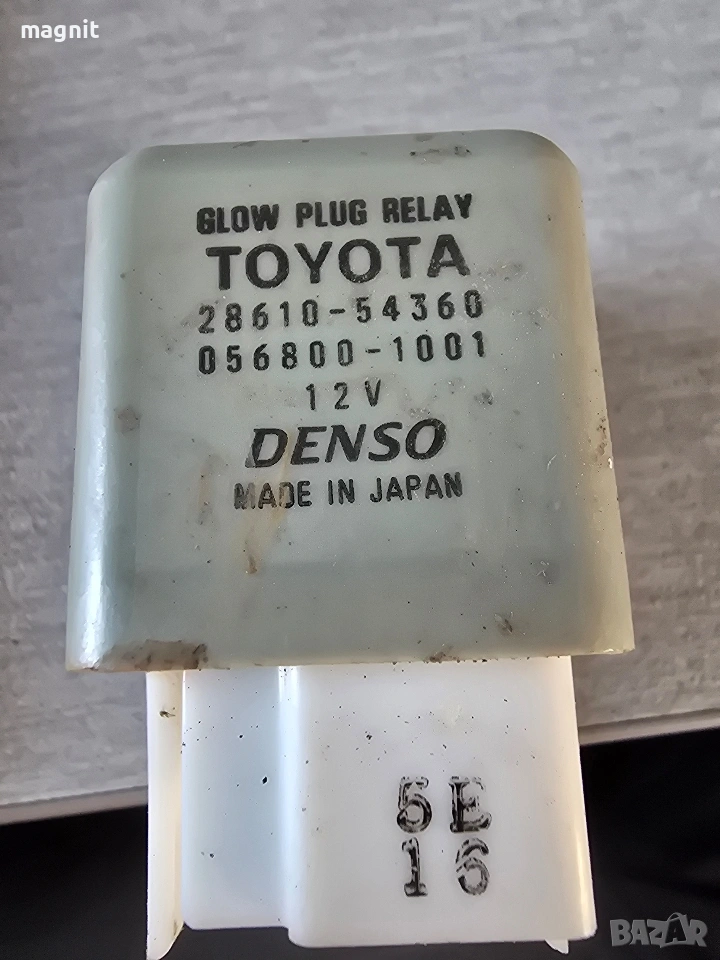 magnit
GLOW PLUG RELAY
TOYOTA
28610-54360
056800-1001
12V
DENSO
MADE IN JAPAN
5E
16
BAZAR